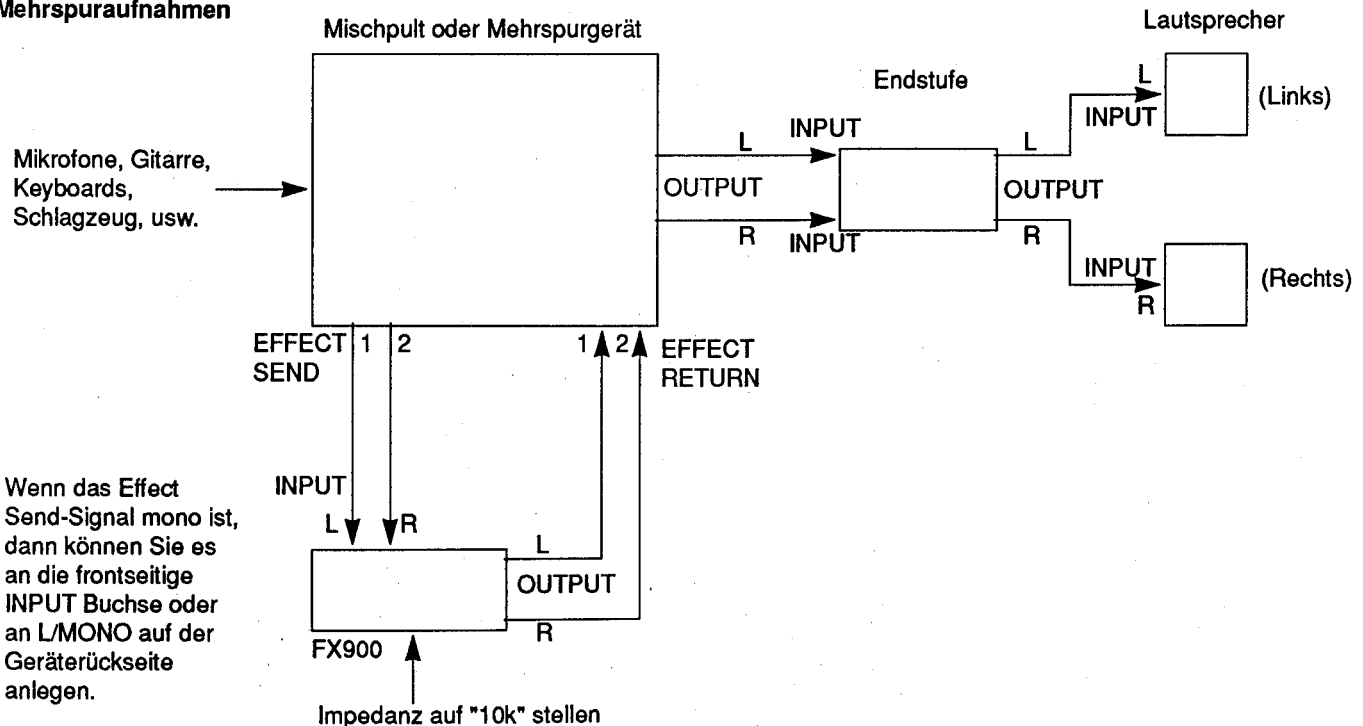 Mehrspuraufnahmen
Mischpult oder Mehrspurgerät
Lautsprecher
Endstufe
L
INPUT
(Links)
Mikrofone, Gitarre,
Keyboards,
Schlagzeug, usw.
L
INPUT
OUTPUT
R
INPUT
L
OUTPUT
R
INPUT
R
(Rechts)
EFFECT
SEND
1
2
1
2
EFFECT
RETURN
Wenn das Effect
Send-Signal mono ist,
dann können Sie es
an die frontseitige
INPUT Buchse oder
an L/MONO auf der
Geräterückseite
anlegen.
INPUT
L
R
L
OUTPUT
R
FX900
Impedanz auf "10k" stellen